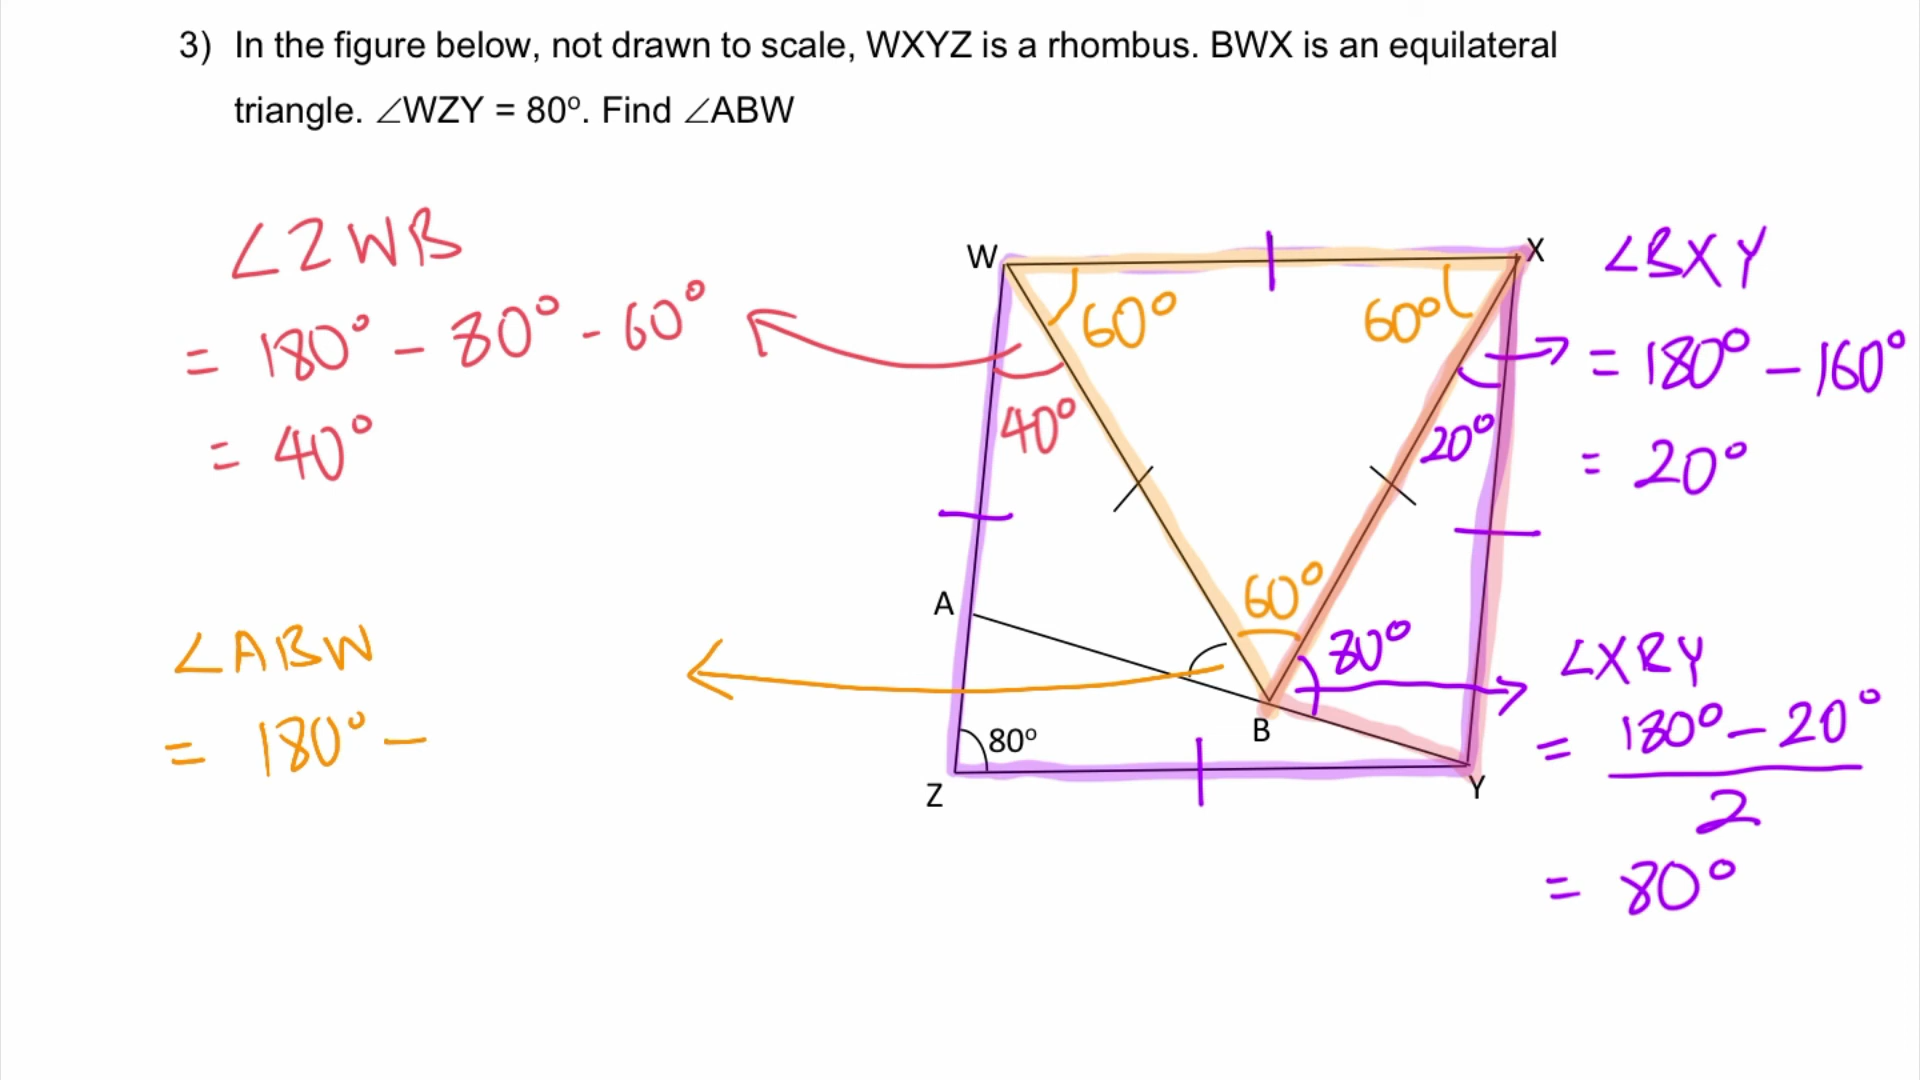 3) In the figure below, not drawn to scale, WXYZ is a rhombus. BWX is an equilateral
triangle. ∠WZY = 80º. Find ∠ABW
∠ZWB
= 180° - 80° - 60°
= 40°
∠ABW
= 180° -
W
X
60°
60°
40°
20°
A
60°
80°
B
80º
Z
Y
∠BXY
= 180° - 160°
= 20°
∠XBY
= 180° - 20°
2
= 80°